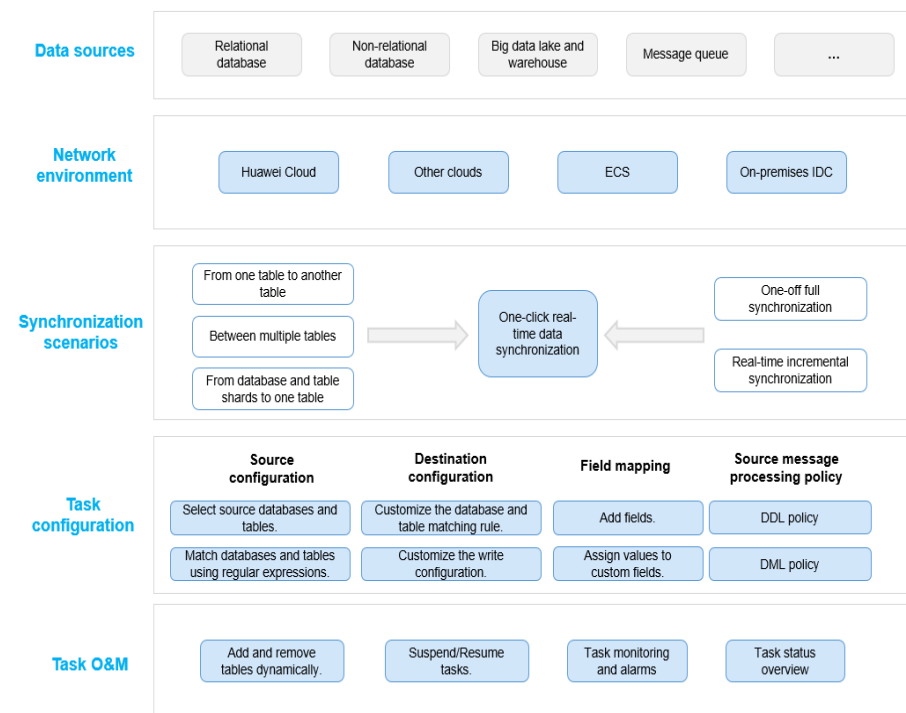 Data sources
Relational
database
Non-relational
database
Big data lake and
warehouse
Message queue
...
Network
environment
Huawei Cloud
Other clouds
ECS
On-premises IDC
Synchronization
scenarios
From one table to another
table
Between multiple tables
From database and table
shards to one table
One-click real-
time data
synchronization
One-off full
synchronization
Real-time incremental
synchronization
Task
configuration
Source
configuration
Destination
configuration
Field mapping
Source message
processing policy
Select source databases and
tables.
Customize the database and
table matching rule.
Add fields.
DDL policy
Match databases and tables
using regular expressions.
Customize the write
configuration.
Assign values to
custom fields.
DML policy
Task O&M
Add and remove
tables dynamically.
Suspend/Resume
tasks.
Task monitoring
and alarms
Task status
overview